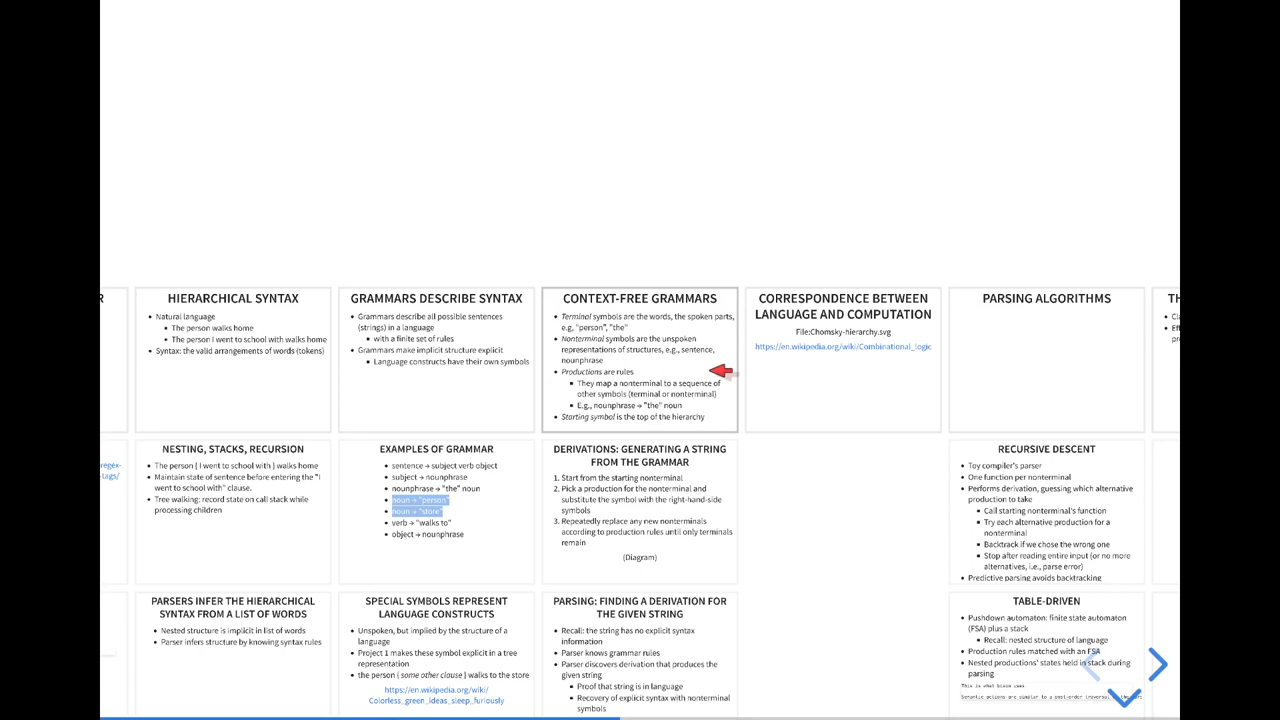 R
HIERARCHICAL SYNTAX
• Natural language
▪ The person walks home
▪ The person I went to school with walks home
• Syntax: the valid arrangements of words (tokens)
GRAMMARS DESCRIBE SYNTAX
• Grammars describe all possible sentences
(strings) in a language
▪ with a finite set of rules
• Grammars make implicit structure explicit
▪ Language constructs have their own symbols
CONTEXT-FREE GRAMMARS
• Terminal symbols are the words, the spoken parts,
e.g, "person", "the"
• Nonterminal symbols are the unspoken
representations of structures, e.g., sentence,
nounphrase
• Productions are rules
▪ They map a nonterminal to a sequence of
other symbols (terminal or nonterminal)
▪ E.g., nounphrase → "the" noun
• Starting symbol is the top of the hierarchy
CORRESPONDENCE BETWEEN
LANGUAGE AND COMPUTATION
File:Chomsky-hierarchy.svg
https://en.wikipedia.org/wiki/Combinational_logic
PARSING ALGORITHMS
TH
• Cl
• Ef
pr
regex-
tags/
NESTING, STACKS, RECURSION
• The person [ I went to school with ] walks home
• Maintain state of sentence before entering the "I
went to school with" clause.
• Tree walking: record state on call stack while
processing children
EXAMPLES OF GRAMMAR
• sentence → subject verb object
• subject → nounphrase
• nounphrase → "the" noun
• noun → "person"
• noun → "store"
• verb → "walks to"
• object → nounphrase
DERIVATIONS: GENERATING A STRING
FROM THE GRAMMAR
1. Start from the starting nonterminal
2. Pick a production for the nonterminal and
substitute the symbol with the right-hand-side
symbols
3. Repeatedly replace any new nonterminals
according to production rules until only terminals
remain
(Diagram)
RECURSIVE DESCENT
• Toy compiler's parser
• One function per nonterminal
• Performs derivation, guessing which alternative
production to take
▪ Call starting nonterminal's function
▪ Try each alternative production for a
nonterminal
▪ Backtrack if we chose the wrong one
▪ Stop after reading entire input (or no more
alternatives, i.e., parse error)
• Predictive parsing avoids backtracking
PARSERS INFER THE HIERARCHICAL
SYNTAX FROM A LIST OF WORDS
• Nested structure is implicit in list of words
• Parser infers structure by knowing syntax rules
SPECIAL SYMBOLS REPRESENT
LANGUAGE CONSTRUCTS
• Unspoken, but implied by the structure of a
language
• Project 1 makes these symbol explicit in a tree
representation
• the person ( some other clause ) walks to the store
https://en.wikipedia.org/wiki/
Colorless_green_ideas_sleep_furiously
PARSING: FINDING A DERIVATION FOR
THE GIVEN STRING
• Recall: the string has no explicit syntax
information
• Parser knows grammar rules
• Parser discovers derivation that produces the
given string
▪ Proof that string is in language
▪ Recovery of explicit syntax with nonterminal
symbols
TABLE-DRIVEN
• Pushdown automaton: finite state automaton
(FSA) plus a stack
▪ Recall: nested structure of language
• Production rules matched with an FSA
• Nested productions' states held in stack during
parsing
This is what bison uses
Semantic actions are similar to a post-order traversal